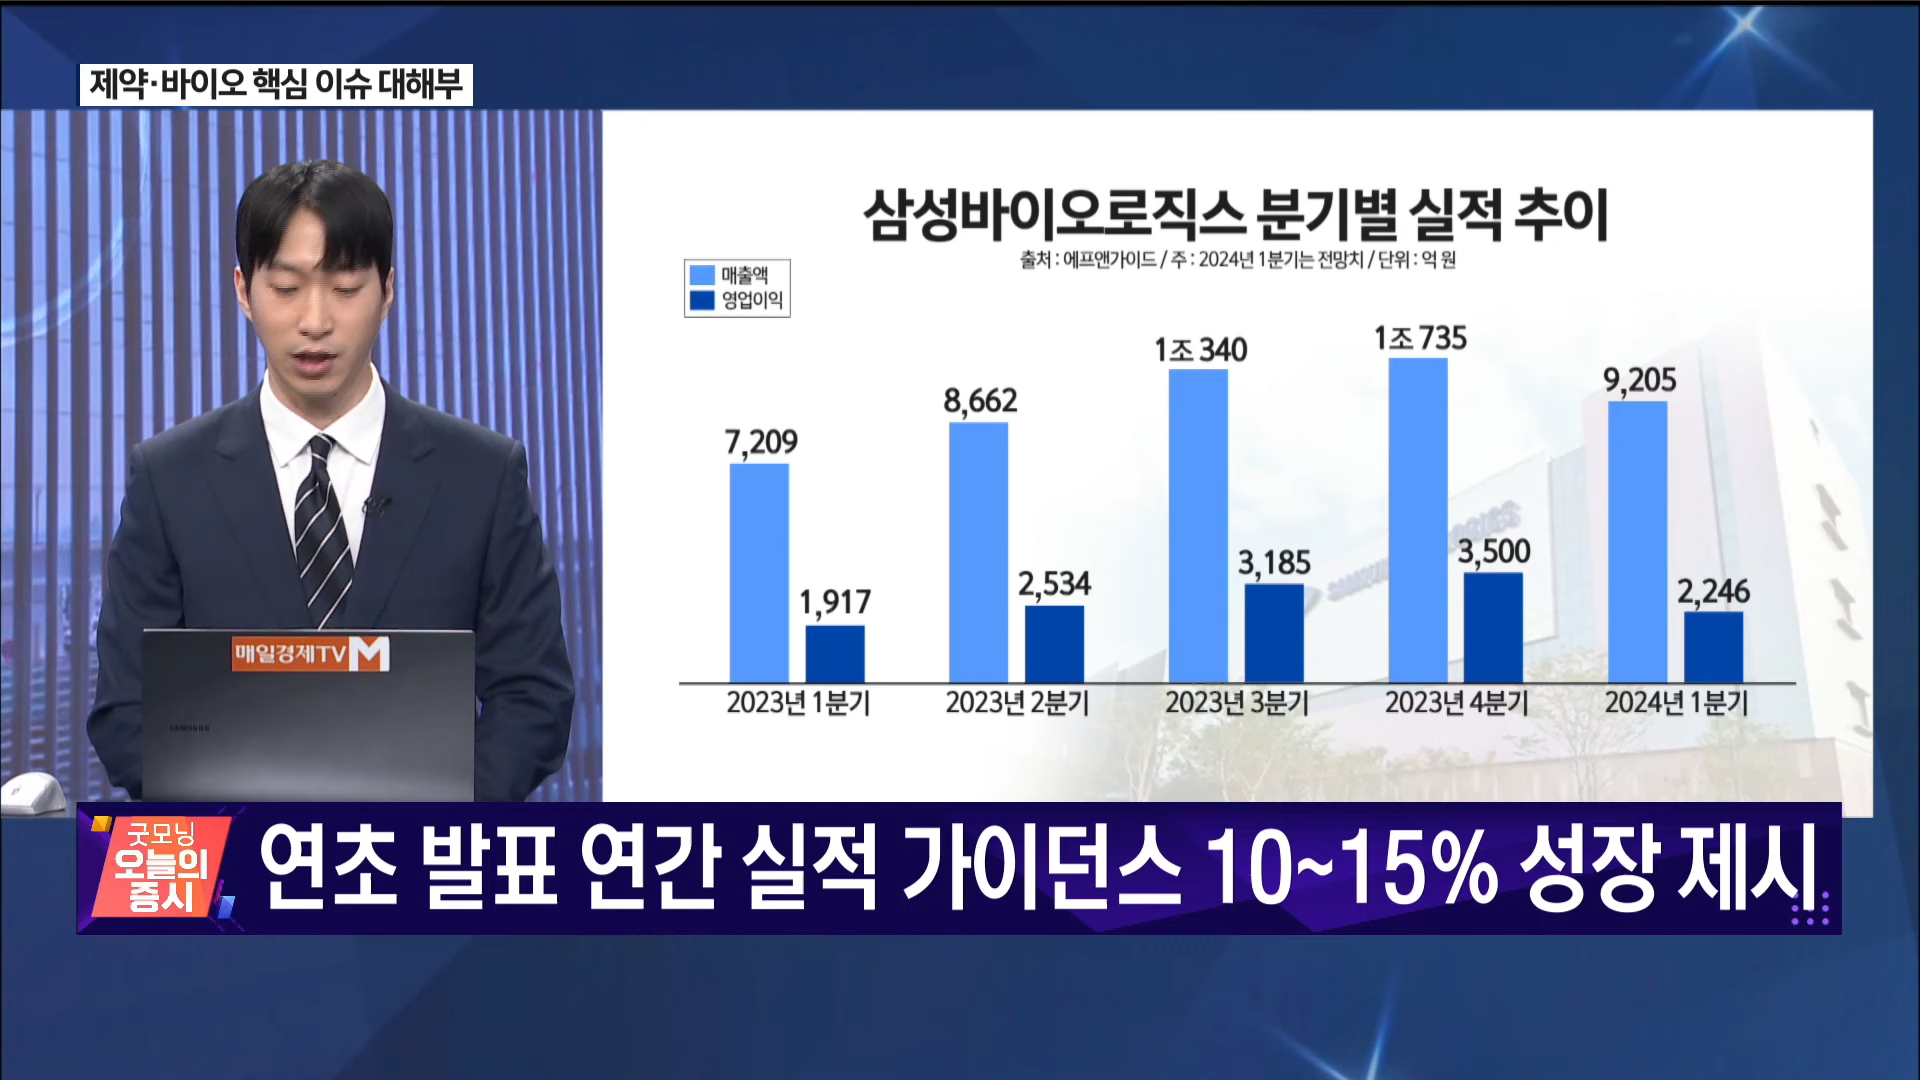 제약·바이오 핵심 이슈 대해부
삼성바이오로직스 분기별 실적 추이
출처 : 에프앤가이드 / 주 : 2024년 1분기는 전망치 / 단위 : 억 원
매출액
영업이익
7,209
1,917
8,662
2,534
1조 340
3,185
1조 735
3,500
9,205
2,246
2023년 1분기
2023년 2분기
2023년 3분기
2023년 4분기
2024년 1분기
SAMSUNG BIOLOGICS
매일경제TV M
SAMSUNG
굿모닝
오늘의
증시
연초 발표 연간 실적 가이던스 10~15% 성장 제시